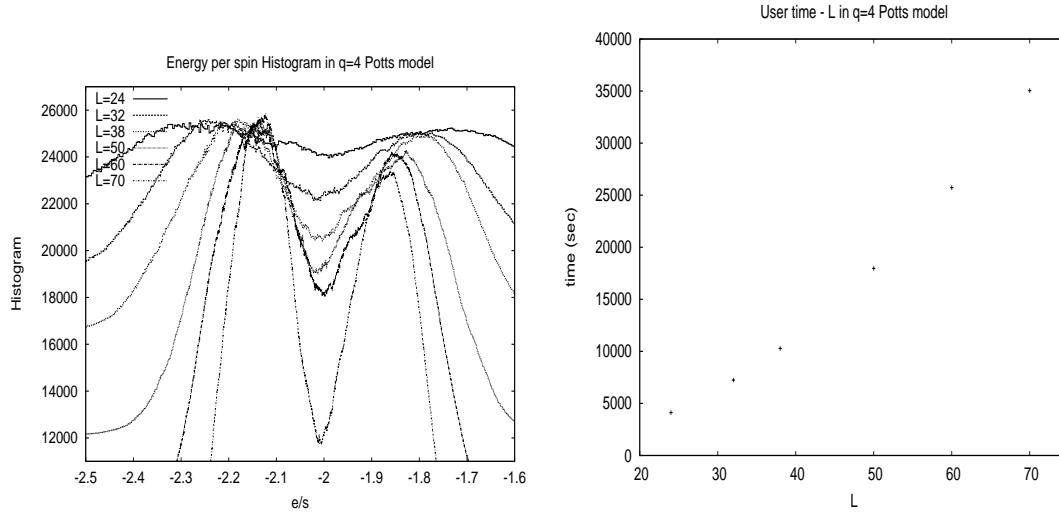 Energy per spin Histogram in q=4 Potts model
Histogram
26000
24000
22000
20000
18000
16000
14000
12000
L=24
L=32
L=38
L=50
L=60
L=70
-2.5
-2.4
-2.3
-2.2
-2.1
-2
-1.9
-1.8
-1.7
-1.6
e/s
User time - L in q=4 Potts model
time (sec)
40000
35000
30000
25000
20000
15000
10000
5000
0
20
30
40
50
60
70
L